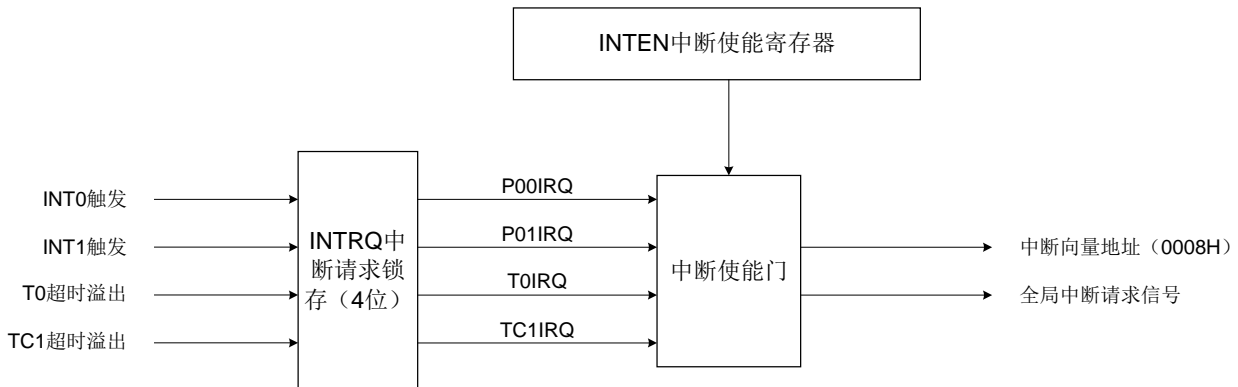 INTEN中断使能寄存器
INT0触发
INT1触发
T0超时溢出
TC1超时溢出
INTRQ中
断请求锁
存（4位）
P00IRQ
P01IRQ
T0IRQ
TC1IRQ
中断使能门
中断向量地址（0008H）
全局中断请求信号